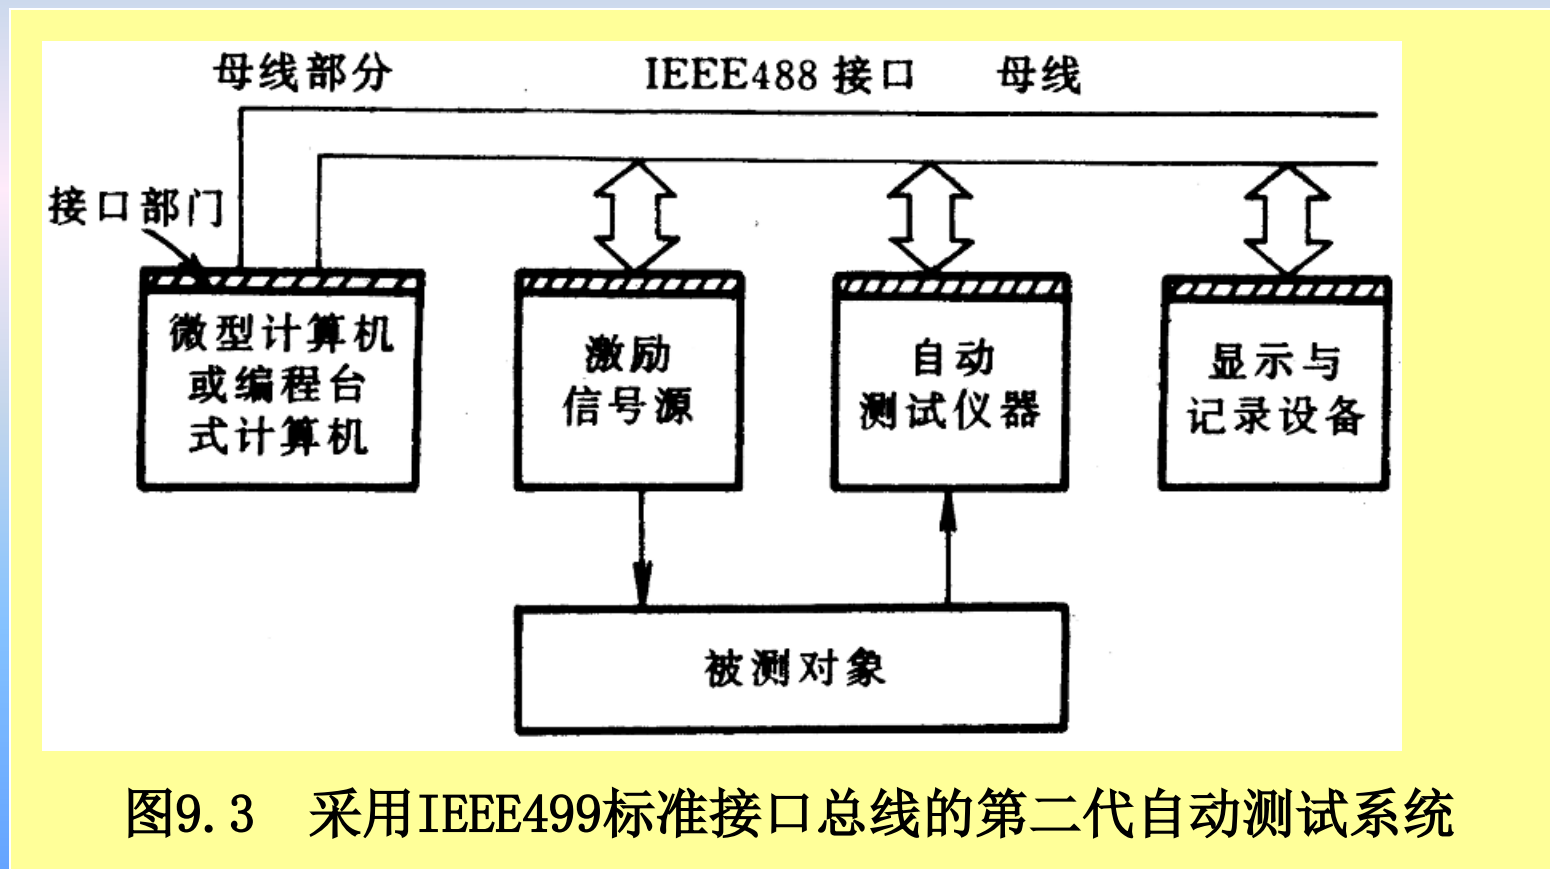 母线部分 IEEE488 接口 母线
接口部门
微型计算机
或编程台
式计算机
激励
信号源
自动
测试仪器
显示与
记录设备
被测对象
图9.3 采用IEEE499标准接口总线的第二代自动测试系统